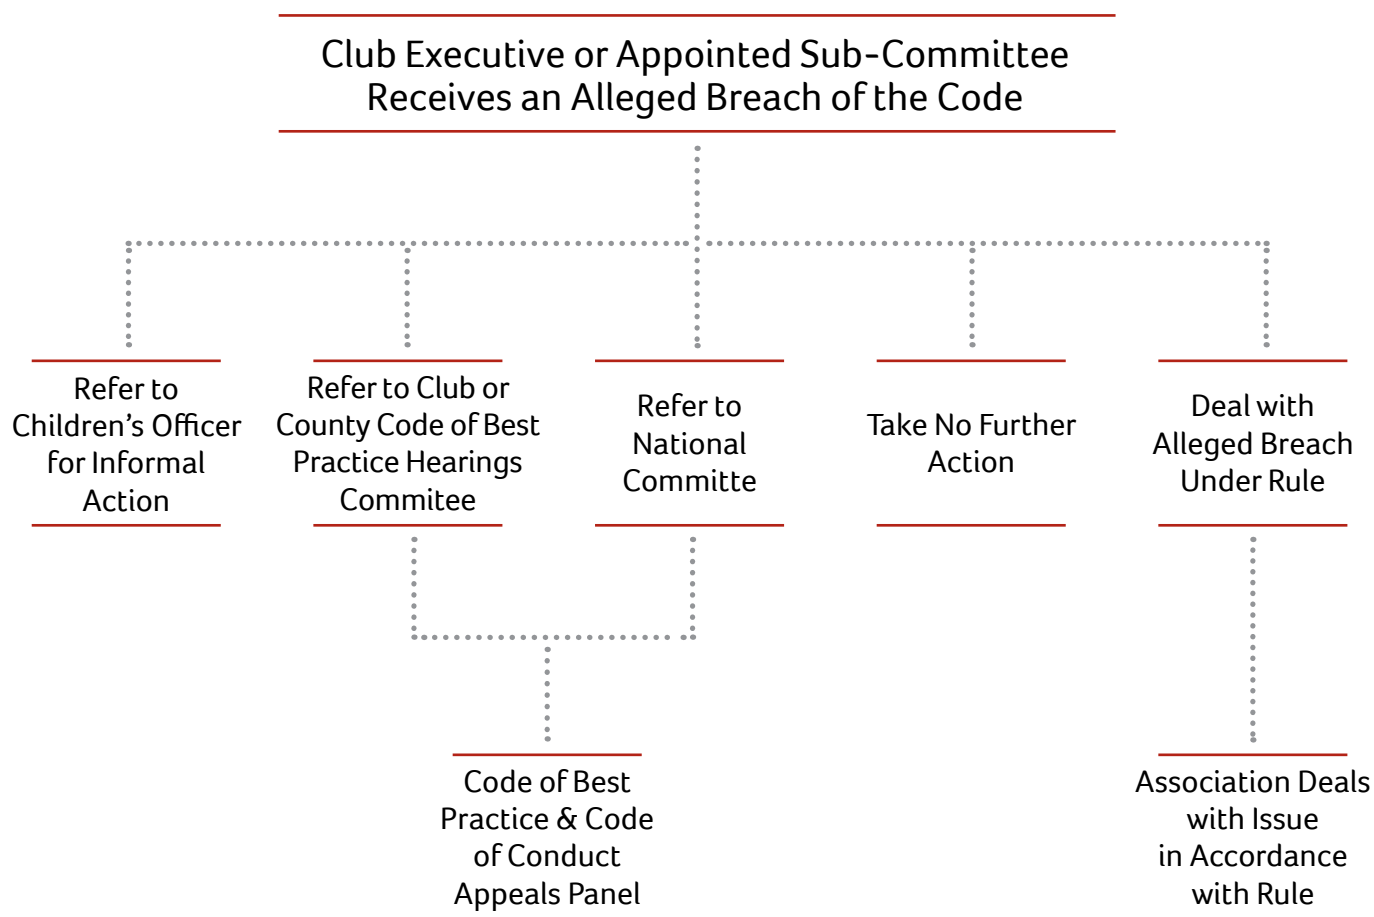 Club Executive or Appointed Sub-Committee
Receives an Alleged Breach of the Code
Refer to
Children's Officer
for Informal
Action
Refer to Club or
County Code of Best
Practice Hearings
Commitee
Refer to
National
Committe
Take No Further
Action
Deal with
Alleged Breach
Under Rule
Code of Best
Practice & Code
of Conduct
Appeals Panel
Association Deals
with Issue
in Accordance
with Rule